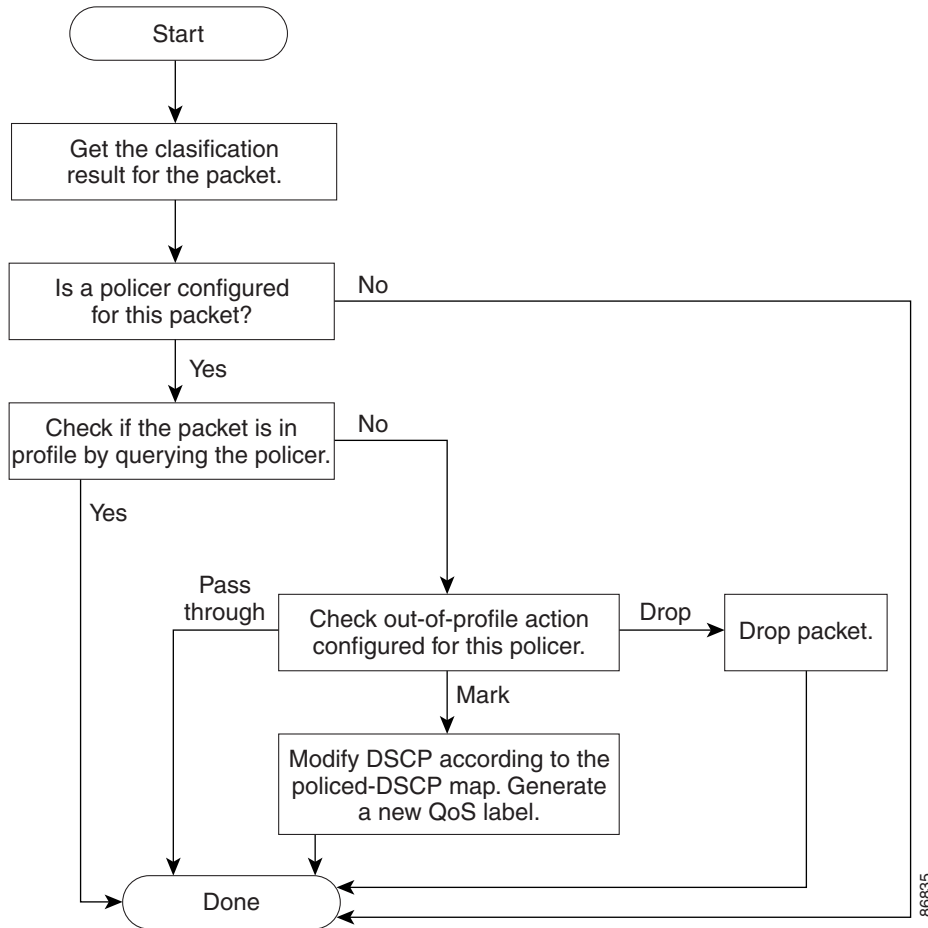 Start
Get the clasification
result for the packet.
Is a policer configured
for this packet?
No
Yes
Check if the packet is in
profile by querying the policer.
No
Yes
Pass
through
Check out-of-profile action
configured for this policer.
Drop
Drop packet.
Mark
Modify DSCP according to the
policed-DSCP map. Generate
a new QoS label.
Done
86835